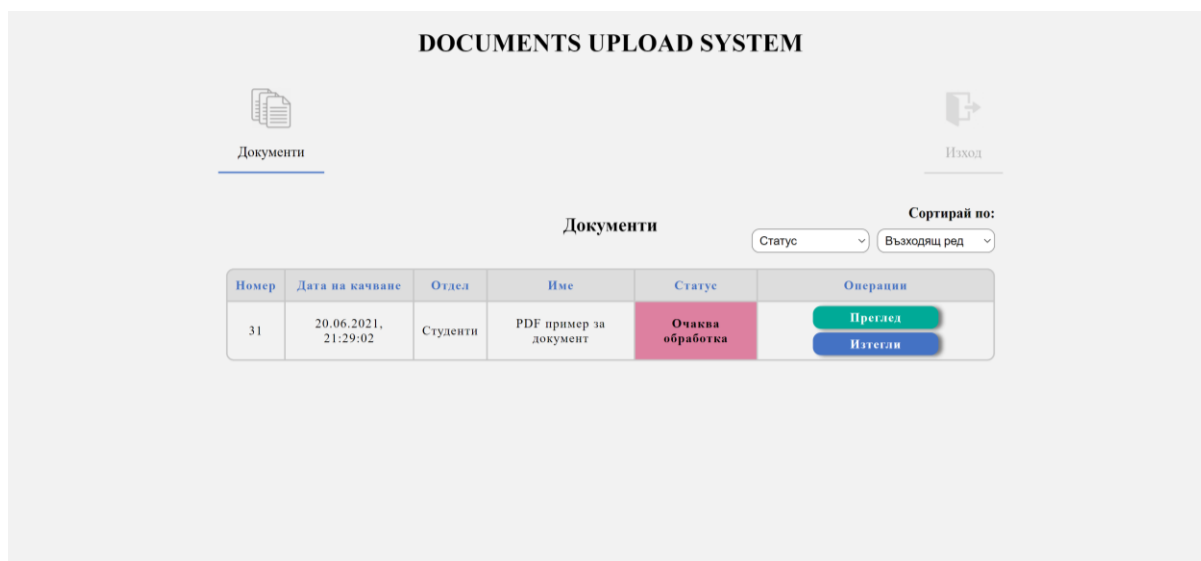 DOCUMENTS UPLOAD SYSTEM
Документи
Изход
Документи
Сортирай по:
Статус
Възходящ ред
Номер
Дата на качване
Отдел
Име
Статус
Операции
31
20.06.2021,
21:29:02
Студенти
PDF пример за
документ
Очаква
обработка
Преглед
Изтегли